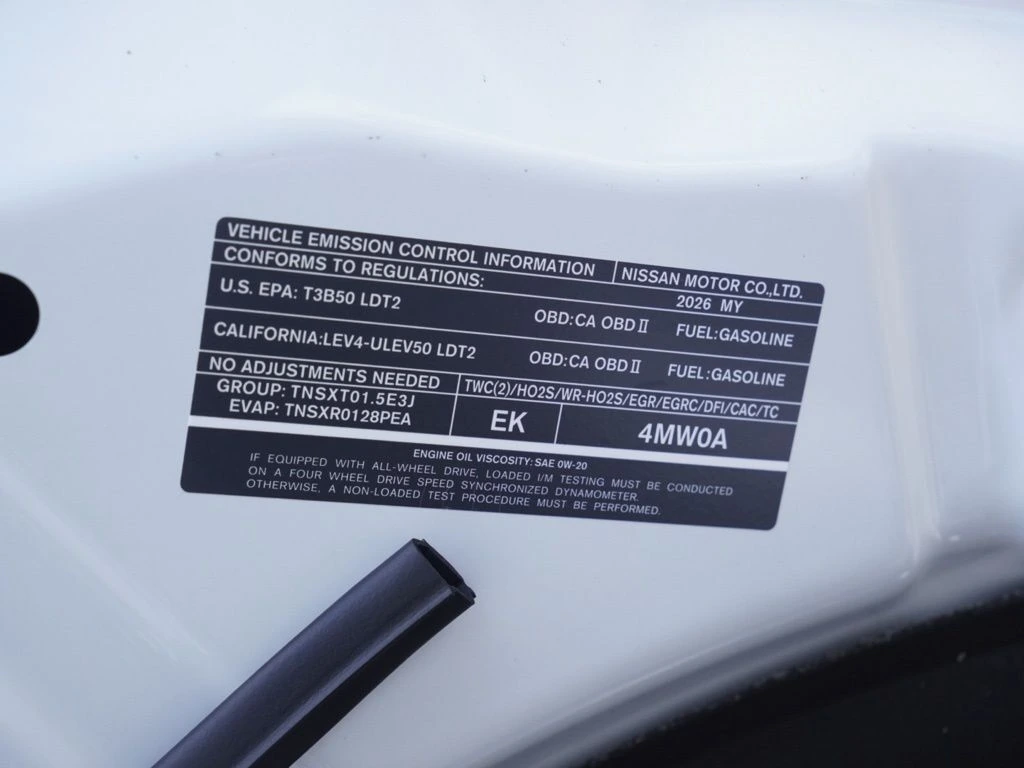 VEHICLE EMISSION CONTROL INFORMATION NISSAN MOTOR CO.,LTD.
CONFORMS TO REGULATIONS: 2026 MY
U.S. EPA: T3B50 LDT2 OBD:CA OBDⅡ FUEL:GASOLINE
CALIFORNIA:LEV4-ULEV50 LDT2 OBD:CA OBDⅡ FUEL:GASOLINE
NO ADJUSTMENTS NEEDED TWC(2)/HO2S/WR-HO2S/EGR/EGRC/DFI/CAC/TC
GROUP: TNSXT01.5E3J
EVAP: TNSXR0128PEA
EK 4MW0A
ENGINE OIL VISCOSITY: SAE 0W-20
IF EQUIPPED WITH ALL-WHEEL DRIVE, LOADED I/M TESTING MUST BE CONDUCTED
ON A FOUR WHEEL DRIVE SPEED SYNCHRONIZED DYNAMOMETER.
OTHERWISE, A NON-LOADED TEST PROCEDURE MUST BE PERFORMED.